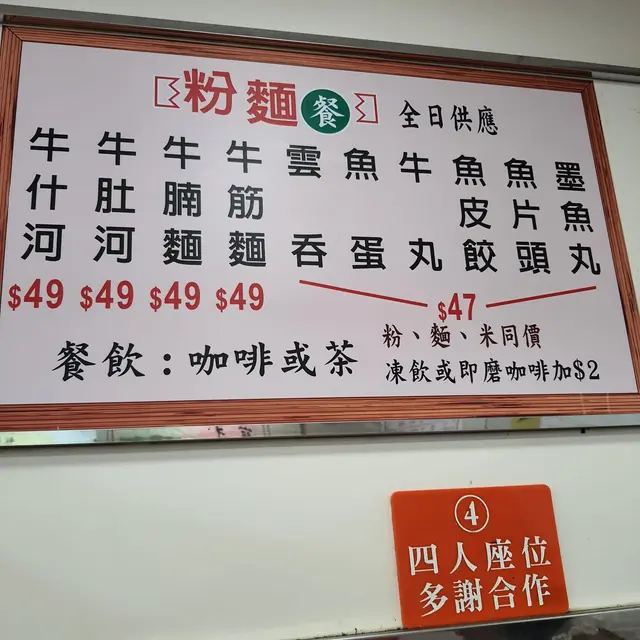 粉麵餐 全日供應
牛什河 $49
牛肚河 $49
牛腩麵 $49
牛筋麵 $49
雲吞
魚蛋
牛丸
魚皮餃
魚片頭
墨魚丸
$47
粉、麵、米同價
餐飲：咖啡或茶
凍飲或即磨咖啡加$2
4
四人座位
多謝合作